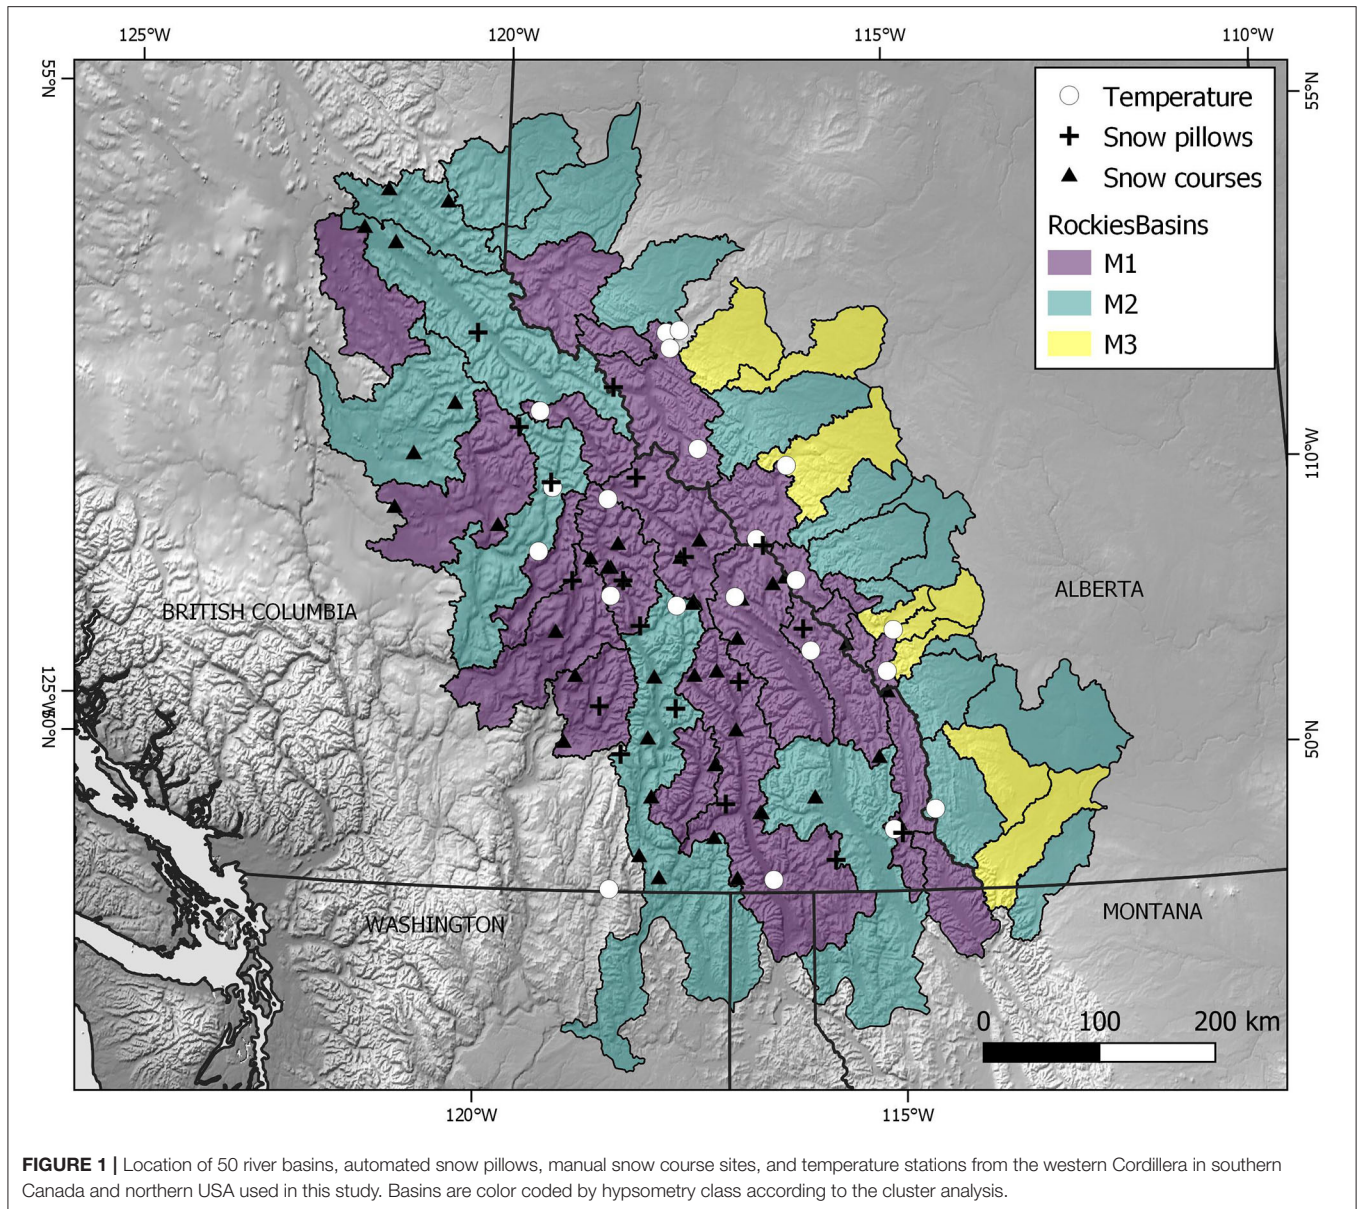 125°W
120°W
115°W
110°W
55°N
55°N
Temperature
Snow pillows
Snow courses
RockiesBasins
M1
M2
M3
110°W
ALBERTA
BRITISH COLUMBIA
125°W
50°N
50°N
WASHINGTON
MONTANA
0 100 200 km
120°W
115°W
FIGURE 1 | Location of 50 river basins, automated snow pillows, manual snow course sites, and temperature stations from the western Cordillera in southern
Canada and northern USA used in this study. Basins are color coded by hypsometry class according to the cluster analysis.